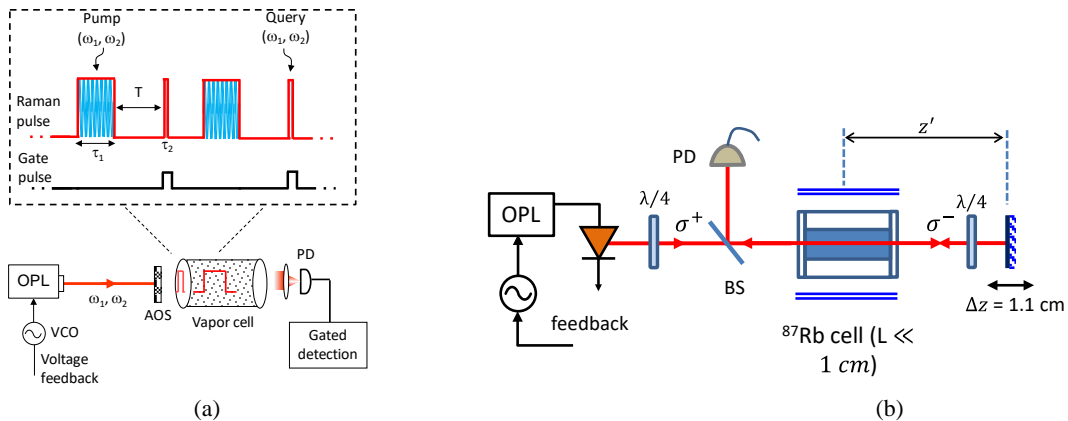 Pump
(ω₁, ω₂)
Query
(ω₁, ω₂)
Raman
pulse
T
τ₁
τ₂
Gate
pulse
OPL
ω₁, ω₂
AOS
Vapor cell
PD
VCO
Voltage
feedback
Gated
detection
(a)
z′
PD
λ/4
λ/4
OPL
σ⁺
σ⁻
BS
feedback
Δz = 1.1 cm
⁸⁷Rb cell (L ≪
1 cm)
(b)